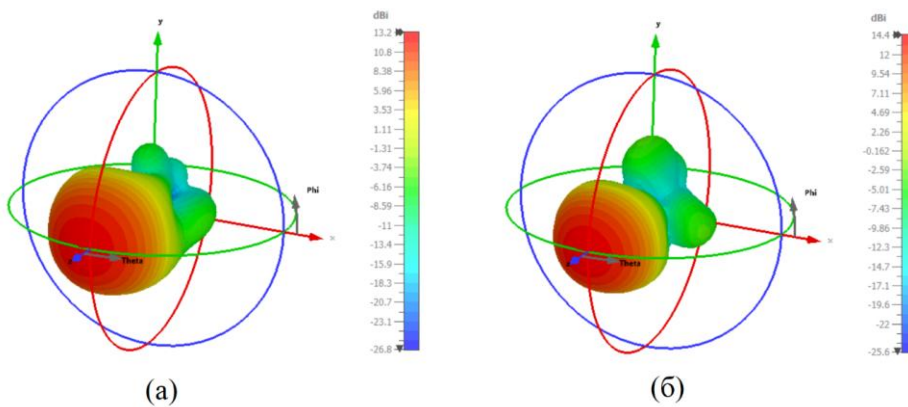 dBi
13.2
10.8
8.38
5.96
3.53
1.11
-1.31
-3.74
-6.16
-8.59
-11
-13.4
-15.9
-18.3
-20.7
-23.1
-26.8
y
Phi
x
Theta
z
(а)
dBi
14.4
12
9.54
7.11
4.69
2.26
-0.162
-2.59
-5.01
-7.43
-9.86
-12.3
-14.7
-17.1
-19.6
-22
-25.6
y
Phi
x
Theta
z
(б)